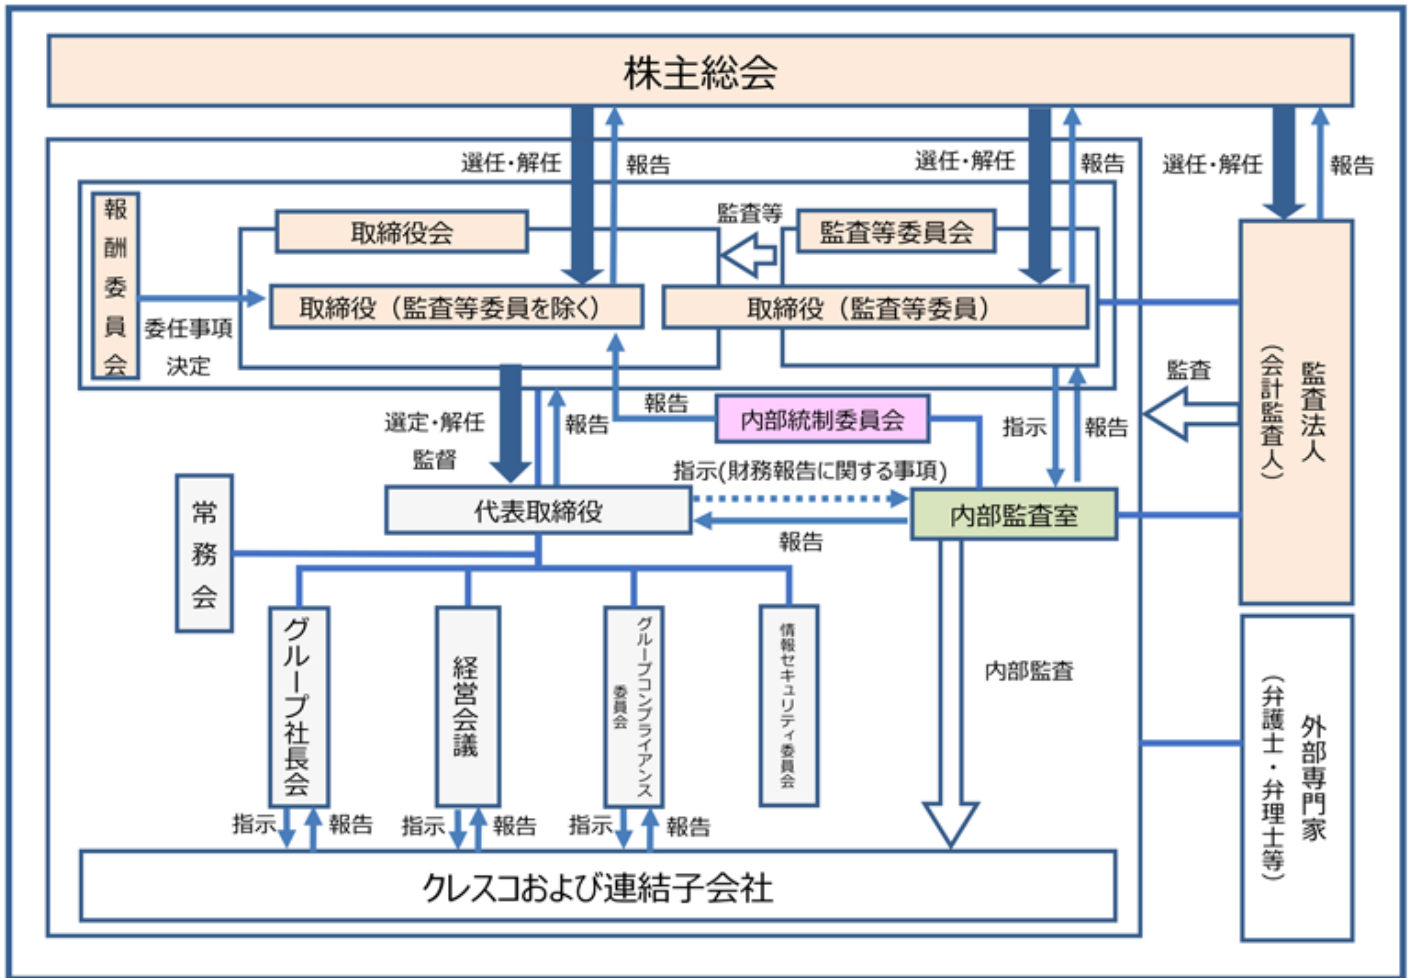 株主総会
選任・解任
報告
選任・解任
報告
選任・解任
報告
報酬委員会
取締役会
監査等
監査等委員会
取締役（監査等委員を除く）
取締役（監査等委員）
委任事項
決定
監査
監査法人
（会計監査人）
選定・解任
監督
報告
報告
内部統制委員会
指示
報告
指示(財務報告に関する事項)
代表取締役
内部監査室
報告
常務会
グループ社長会
経営会議
グループコンプライアンス
委員会
情報セキュリティ委員会
内部監査
外部専門家
（弁護士・弁理士等）
指示
報告
指示
報告
指示
報告
クレスコおよび連結子会社